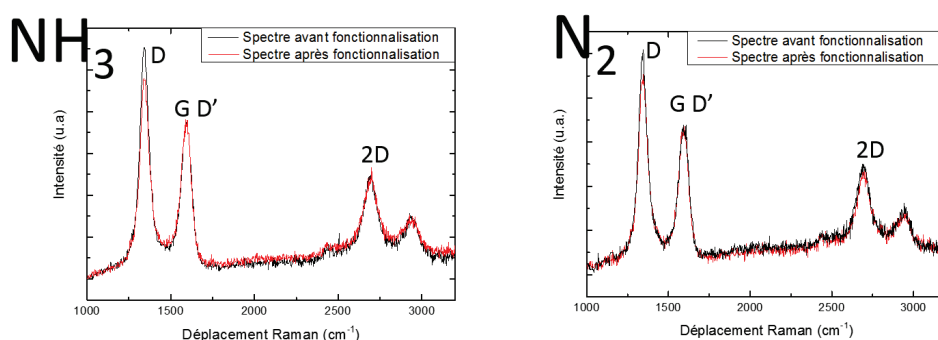 NH3
Spectre avant fonctionnalisation
Spectre après fonctionnalisation
D
G D’
2D
Intensité (u.a)
1000 1500 2000 2500 3000
Déplacement Raman (cm-1)
N2
Spectre avant fonctionnalisation
Spectre après fonctionnalisation
D
G D’
2D
Intensité (u.a.)
1000 1500 2000 2500 3000
Déplacement Raman (cm-1)